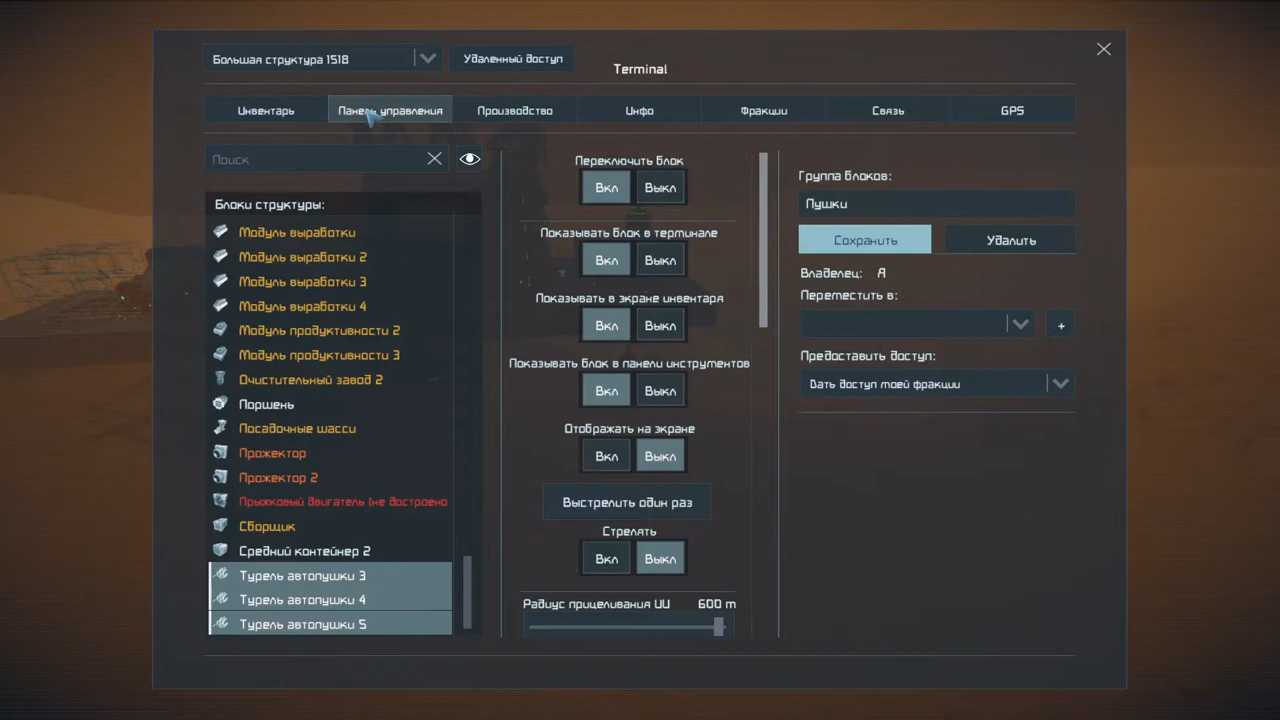 Большая структура 1518
Удаленный доступ
Terminal
Инвентарь
Панель управления
Производство
Инфо
Фракции
Связь
GPS
Поиск
Блоки структуры:
Модуль выработки
Модуль выработки 2
Модуль выработки 3
Модуль выработки 4
Модуль продуктивности 2
Модуль продуктивности 3
Очистительный завод 2
Поршень
Посадочные шасси
Прожектор
Прожектор 2
Прыжковый двигатель (не достроено
Сборщик
Средний контейнер 2
Турель автопушки 3
Турель автопушки 4
Турель автопушки 5
Переключить блок
Вкл Выкл
Показывать блок в терминале
Вкл Выкл
Показывать в экране инвентаря
Вкл Выкл
Показывать блок в панели инструментов
Вкл Выкл
Отображать на экране
Вкл Выкл
Выстрелить один раз
Стрелять
Вкл Выкл
Радиус прицеливания ИИ 600 m
Группа блоков:
Пушки
Сохранить Удалить
Владелец: A
Переместить в:
+
Предоставить доступ:
Дать доступ моей фракции